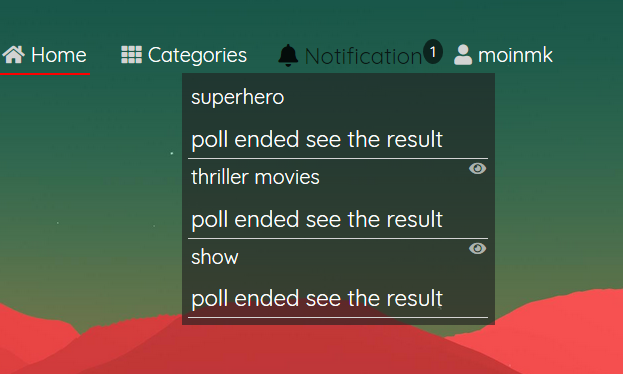 Home Categories Notification 1 moinmk
superhero
poll ended see the result
thriller movies
poll ended see the result
show
poll ended see the result